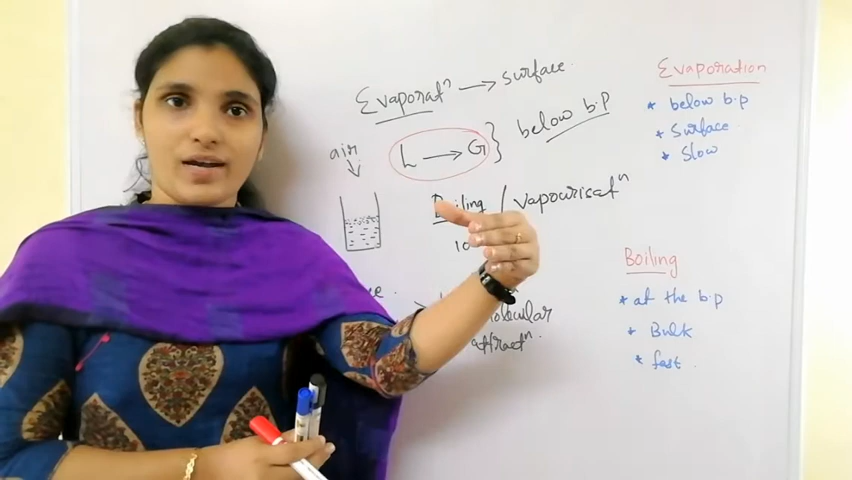 Evaporatⁿ → surface.
L → G } below b.p
air
Boiling / vapourisatⁿ
molecular
attractⁿ.
Evaporation
* below b.p
* Surface
* Slow
Boiling
* at the b.p
* Bulk
* fast.